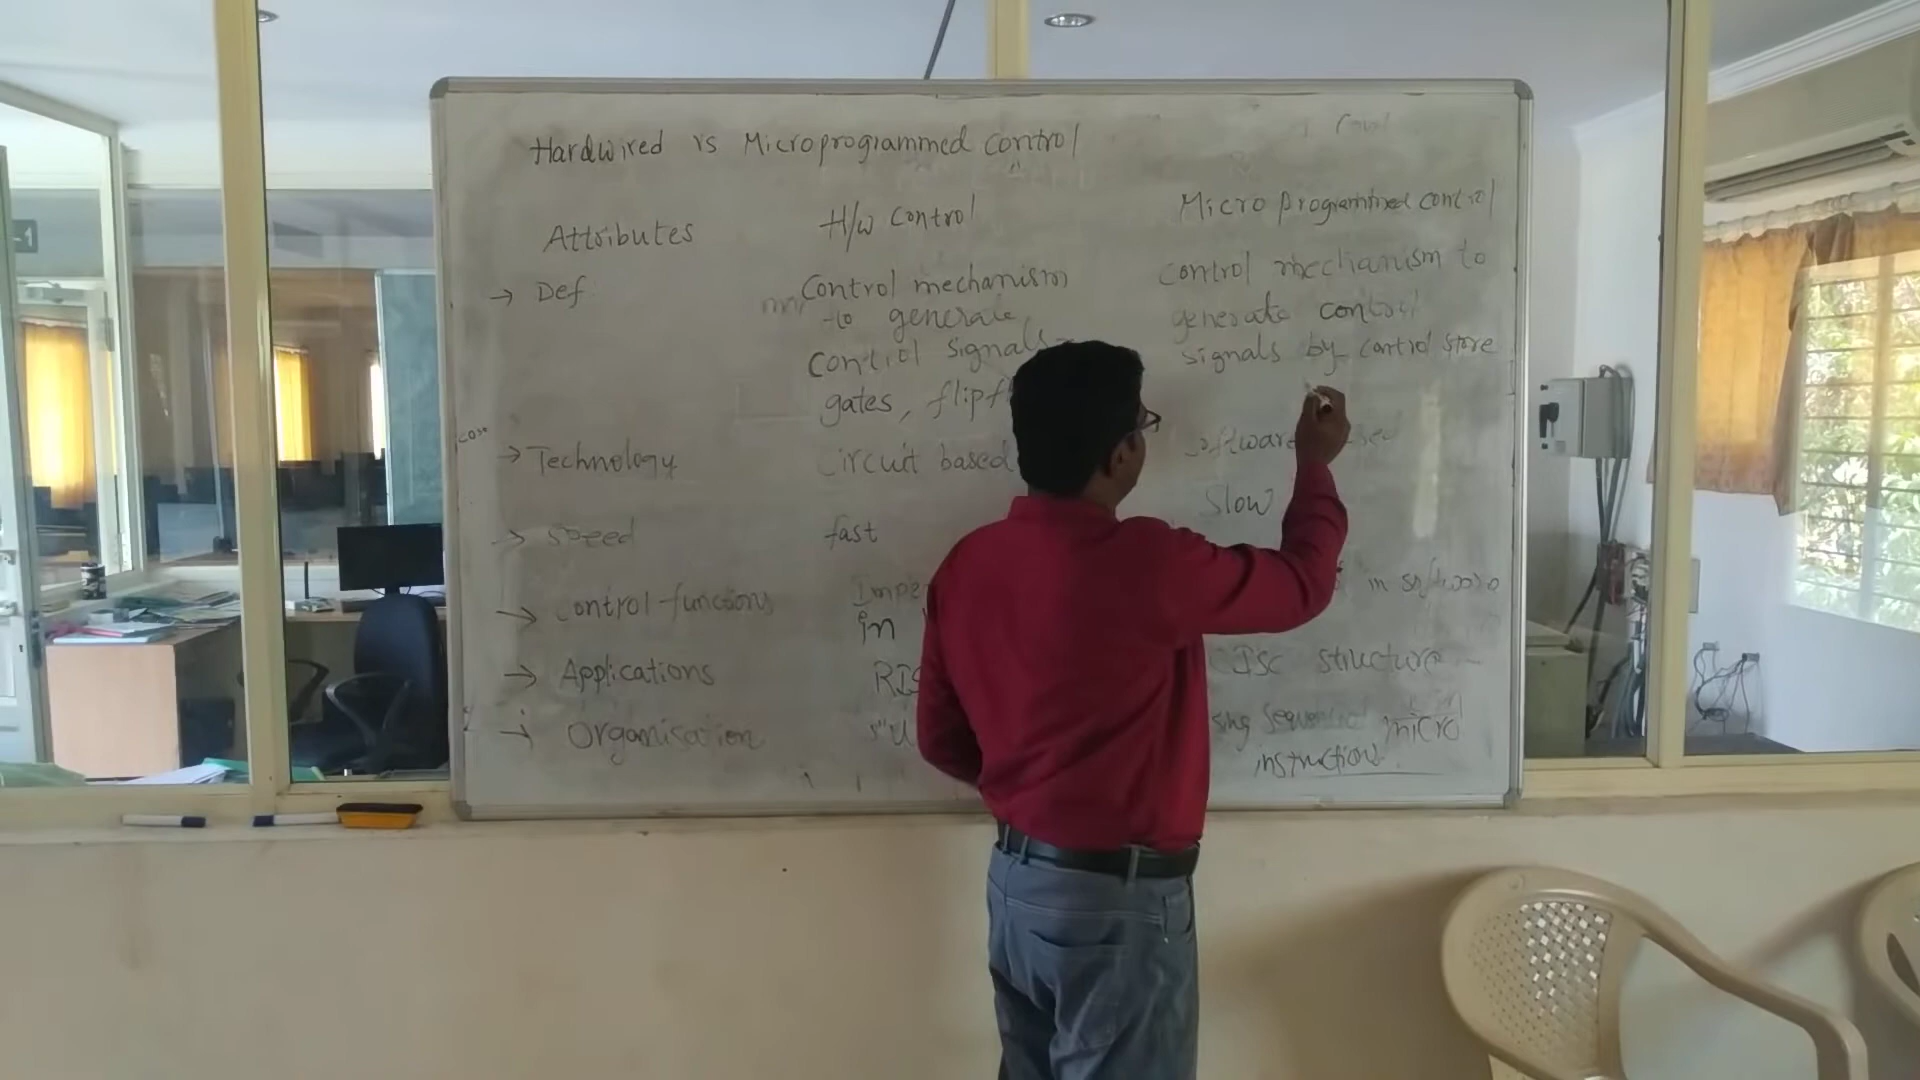 Hardwired vs Microprogrammed control
Attributes
H/w control
Micro programmed control
→ Def
Control mechanism
to generate
control signals
gates,
control mechanism to
generate control
signals by control store
→ Technology
circuit based
→ speed
fast
Slow
→ control functions
in
in software
→ Applications
CISC structure
→ Organisation
micro
instructions